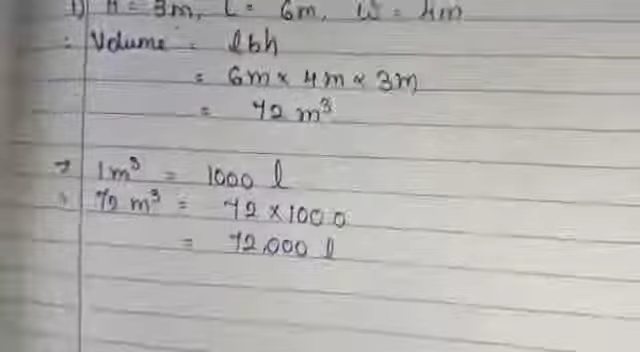 1) H = 3m, L = 6m, W = 4m
: Volume = lbh
= 6m × 4m × 3m
= 72 m³
→ 1m³ = 1000 l
72 m³ = 72 × 1000
= 72,000 l